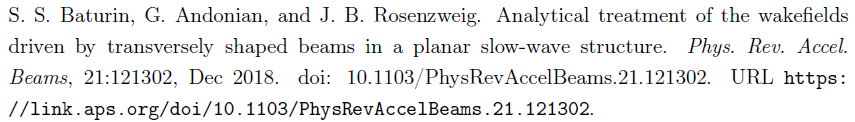 S. S. Baturin, G. Andonian, and J. B. Rosenzweig. Analytical treatment of the wakefields
driven by transversely shaped beams in a planar slow-wave structure. Phys. Rev. Accel.
Beams, 21:121302, Dec 2018. doi: 10.1103/PhysRevAccelBeams.21.121302. URL https:
//link.aps.org/doi/10.1103/PhysRevAccelBeams.21.121302.